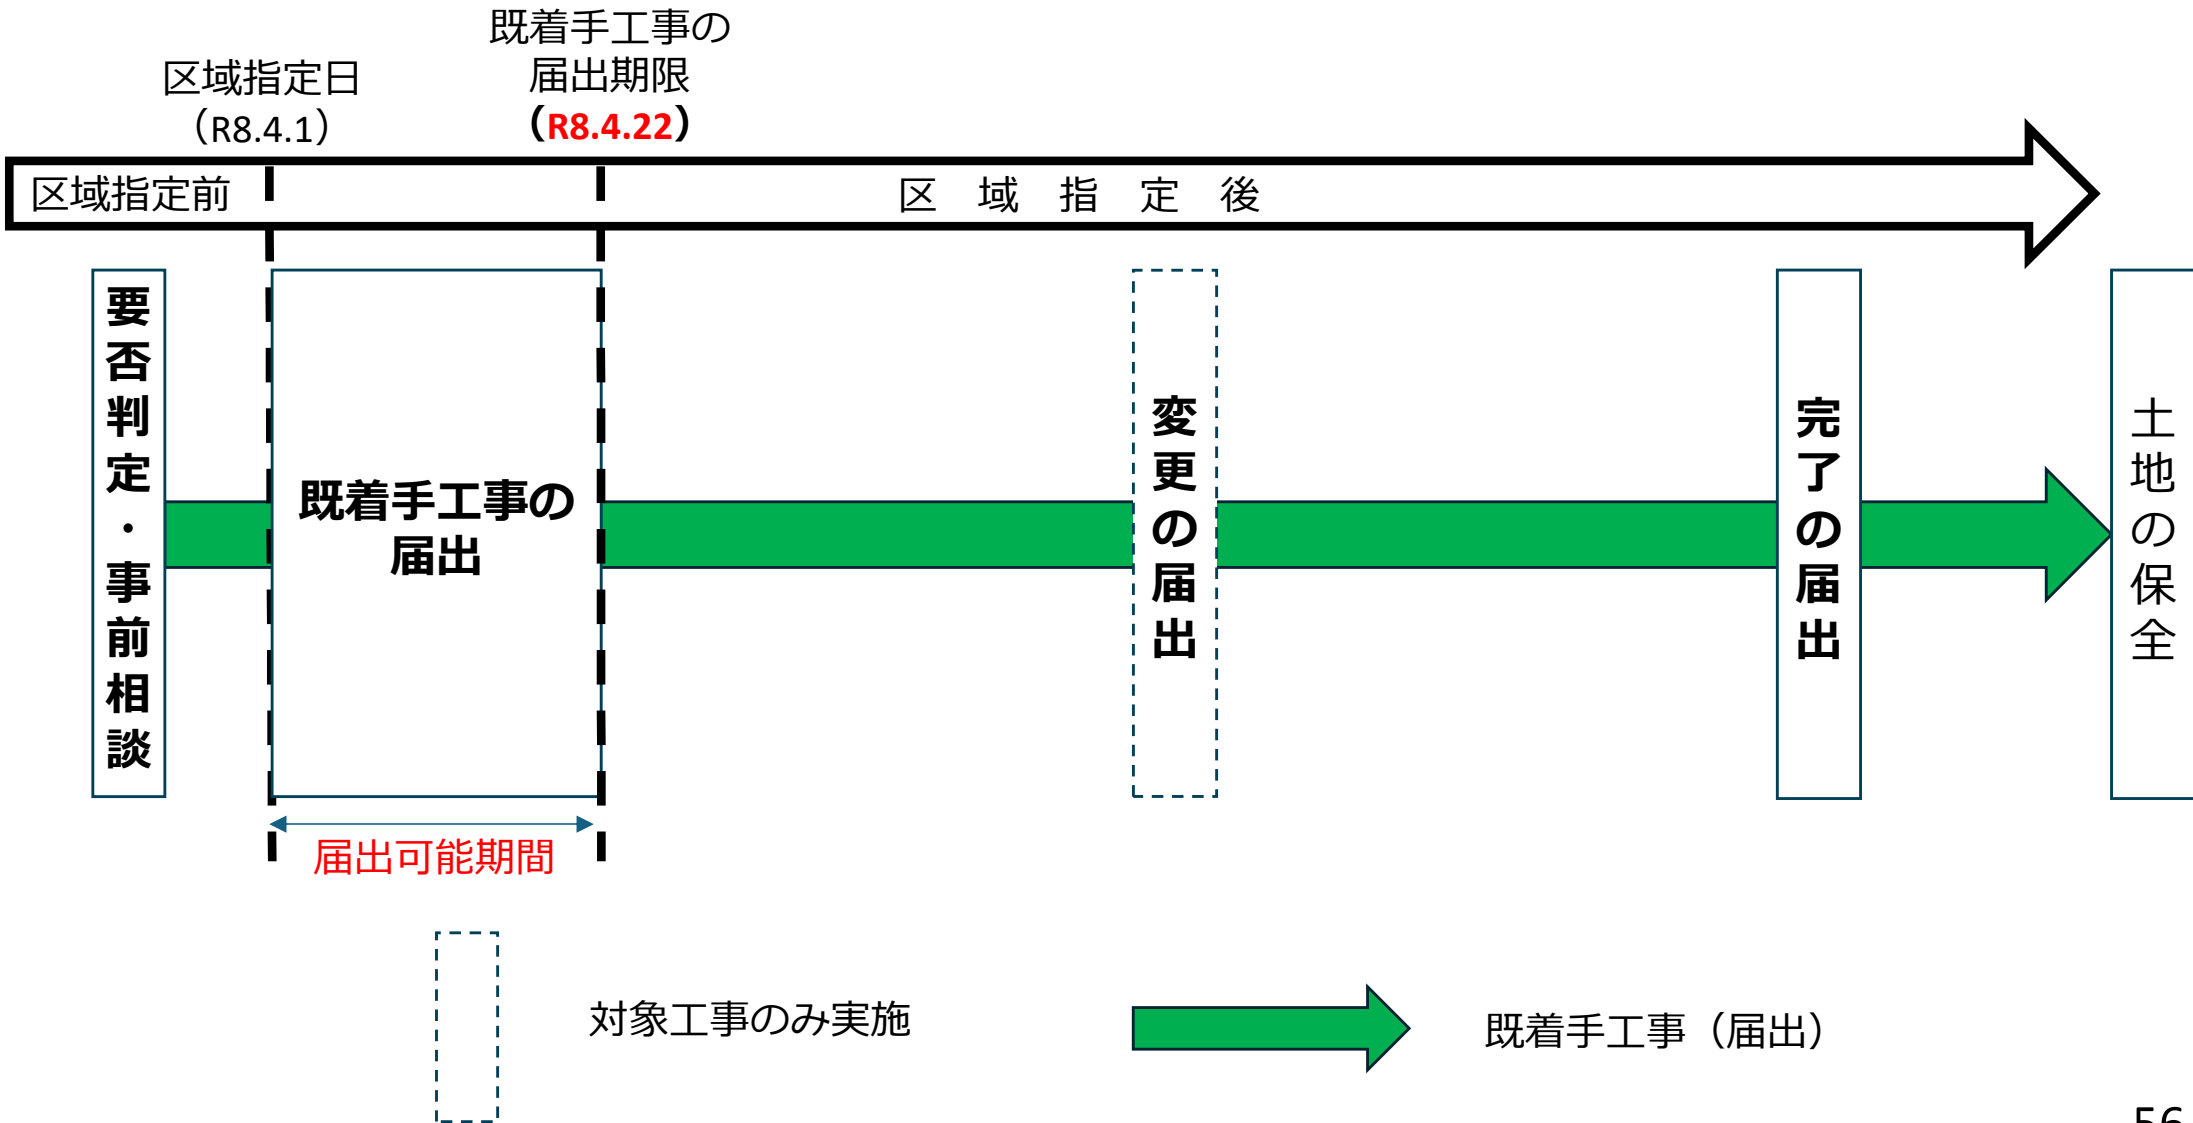 区域指定日
（R8.4.1）
既着手工事の
届出期限
（R8.4.22）
区域指定前
区域指定後
要否判定・事前相談
既着手工事の
届出
変更の届出
完了の届出
土地の保全
届出可能期間
対象工事のみ実施
既着手工事（届出）
56